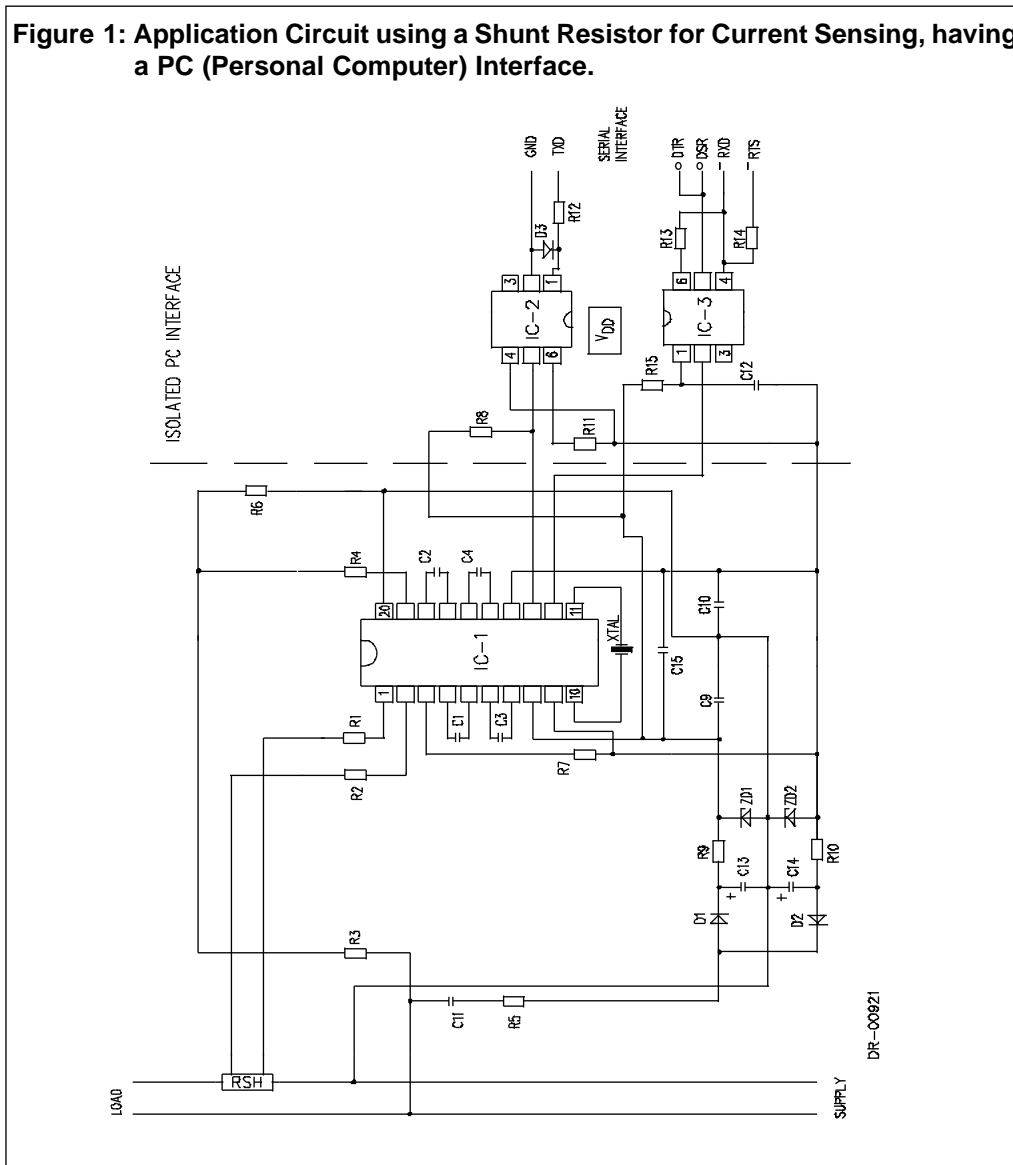 Figure 1: Application Circuit using a Shunt Resistor for Current Sensing, having
a PC (Personal Computer) Interface.
ISOLATED PC INTERFACE
GND
TXD
SERIAL
INTERFACE
DTR
DSR
RXD
RTS
R12
D3
R13
R14
3
1
IC-2
4
6
VDD
6
4
IC-3
1
3
R15
C12
R8
R11
R6
R4
C2
C4
20
11
IC-1
1
10
XTAL
C10
C15
C9
R1
R2
C1
C3
R7
ZD1
ZD2
R9
C13
C14
R10
+
+
D1
D2
R3
C11
R5
DR-00921
RSH
LOAD
SUPPLY